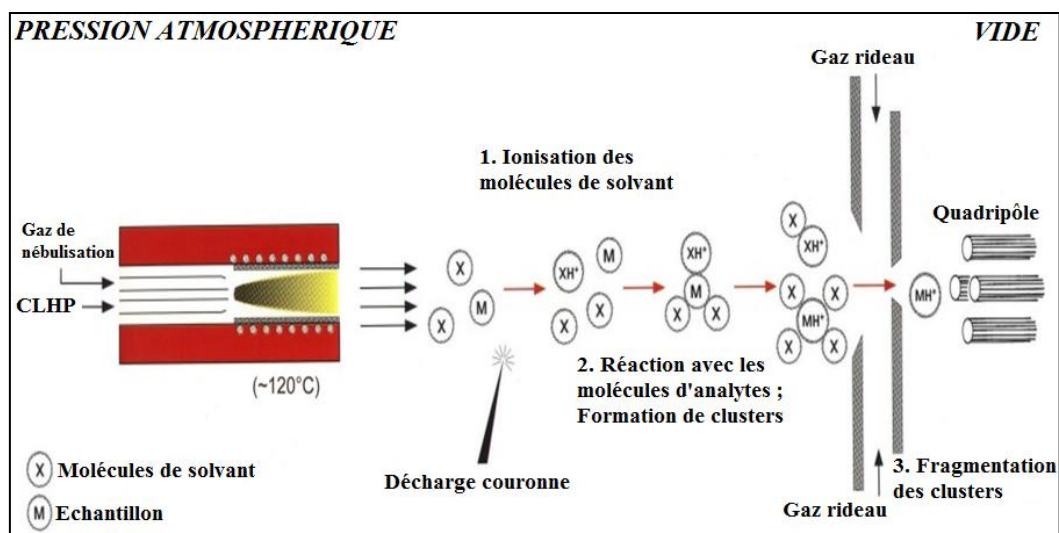 PRESSION ATMOSPHERIQUE
VIDE
Gaz rideau
1. Ionisation des
molécules de solvant
Gaz de
nébulisation
CLHP
(~120°C)
X
M
X
XH⁺
M
X
X
XH⁺
M
X
X
X
XH⁺
X
X
MH⁺
X
X
MH⁺
Quadripôle
2. Réaction avec les
molécules d'analytes ;
Formation de clusters
Décharge couronne
3. Fragmentation
des clusters
Gaz rideau
X Molécules de solvant
M Echantillon